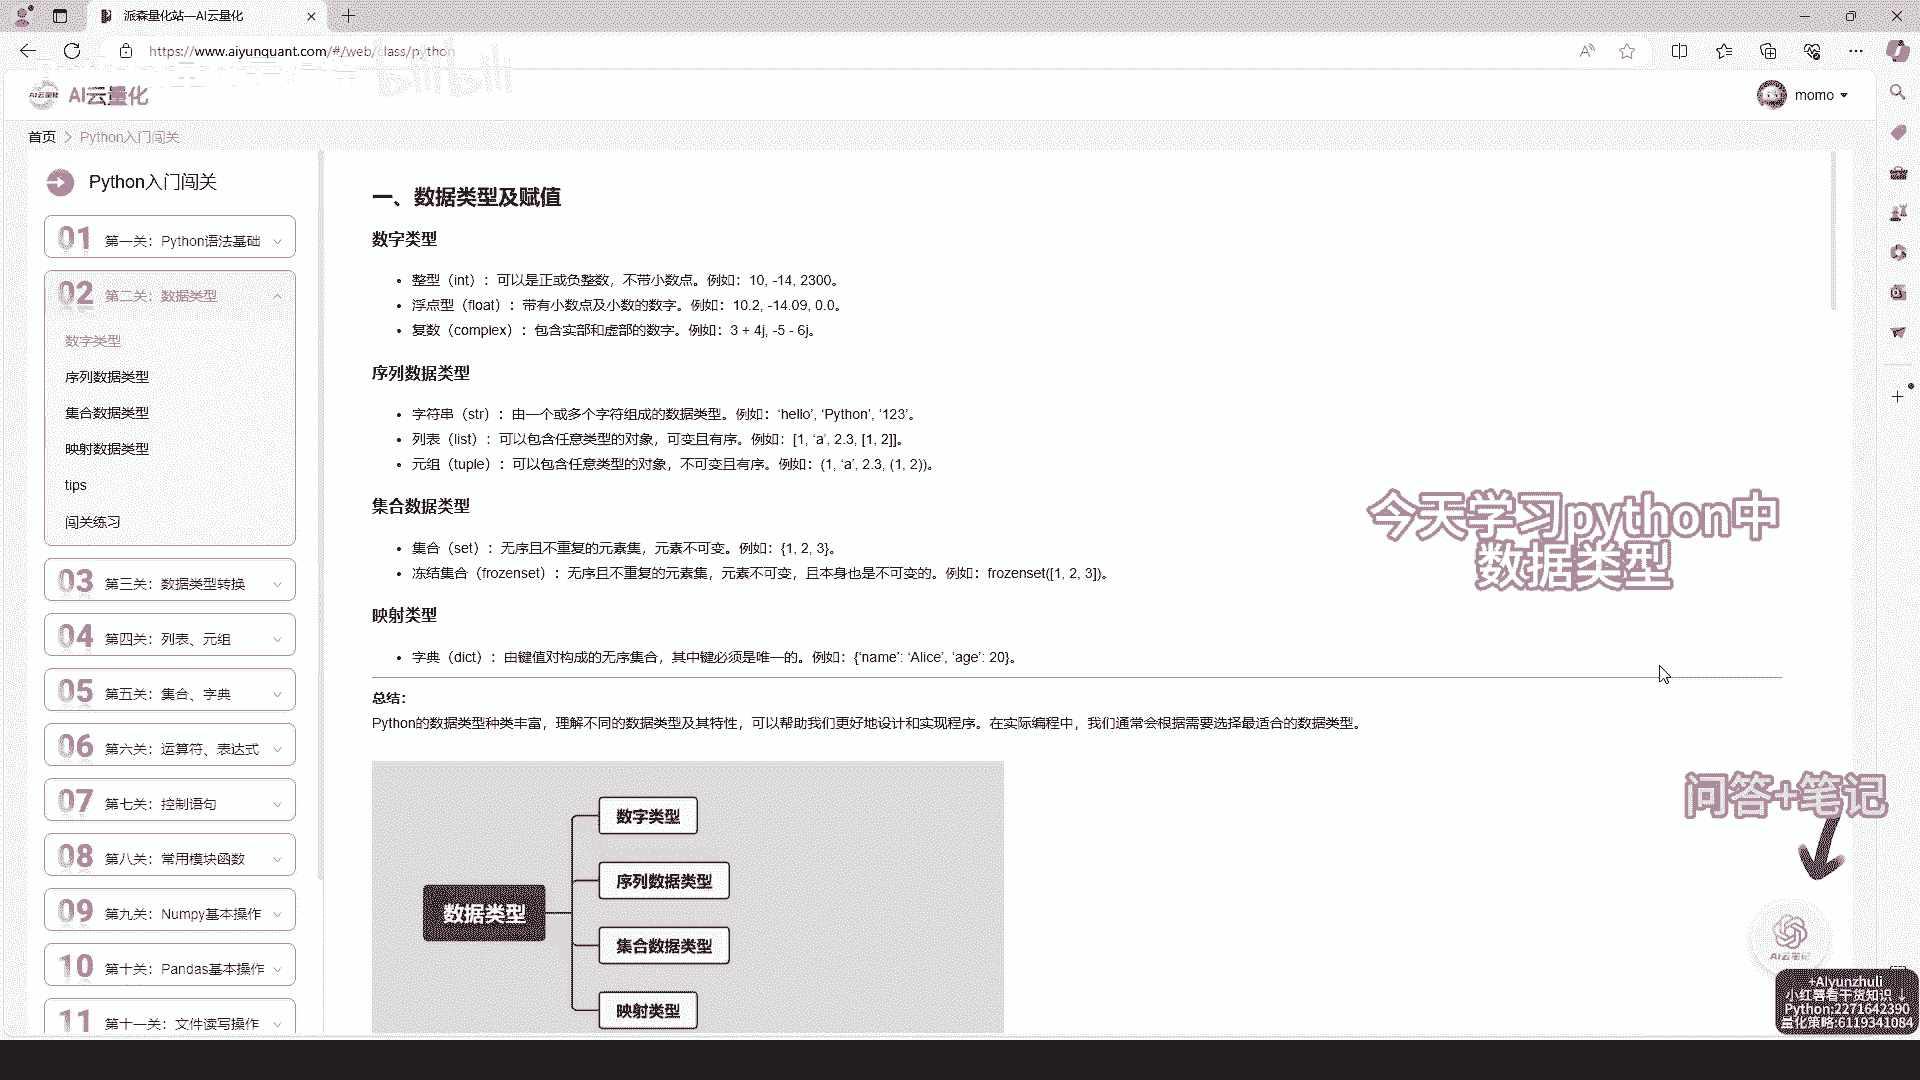 派森量化站—AI云量化
https://www.aiyunquant.com/#/web/class/python
bilibili
AI云量化
AI云量化
momo
首页 > Python入门闯关
Python入门闯关
01 第一关：Python语法基础
02 第二关：数据类型
数字类型
序列数据类型
集合数据类型
映射数据类型
tips
闯关练习
03 第三关：数据类型转换
04 第四关：列表、元组
05 第五关：集合、字典
06 第六关：运算符、表达式
07 第七关：控制语句
08 第八关：常用模块函数
09 第九关：Numpy基本操作
10 第十关：Pandas基本操作
11 第十一关：文件读写操作
一、数据类型及赋值
数字类型
• 整型（int）：可以是正或负整数，不带小数点。例如：10, -14, 2300。
• 浮点型（float）：带有小数点及小数的数字。例如：10.2, -14.09, 0.0。
• 复数（complex）：包含实部和虚部的数字。例如：3 + 4j, -5 - 6j。
序列数据类型
• 字符串（str）：由一个或多个字符组成的数据类型。例如：‘hello’, ‘Python’, ‘123’。
• 列表（list）：可以包含任意类型的对象，可变且有序。例如：[1, ‘a’, 2.3, [1, 2]]。
• 元组（tuple）：可以包含任意类型的对象，不可变且有序。例如：(1, ‘a’, 2.3, (1, 2))。
集合数据类型
• 集合（set）：无序且不重复的元素集，元素不可变。例如：{1, 2, 3}。
• 冻结集合（frozenset）：无序且不重复的元素集，元素不可变，且本身也是不可变的。例如：frozenset([1, 2, 3])。
映射类型
• 字典（dict）：由键值对构成的无序集合，其中键必须是唯一的。例如：{‘name’: ‘Alice’, ‘age’: 20}。
总结：
Python的数据类型种类丰富，理解不同的数据类型及其特性，可以帮助我们更好地设计和实现程序。在实际编程中，我们通常会根据需要选择最适合的数据类型。
数据类型
数字类型
序列数据类型
集合数据类型
映射类型
今天学习python中
数据类型
问答+笔记
AI云笔记
+AIyunzhuli
小红薯看干货知识↓
Python:2271642390
量化策略:6119341084